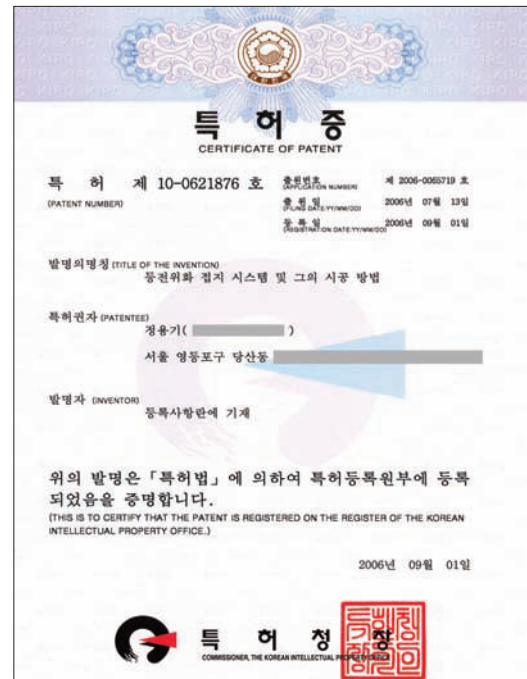 특 허 증
CERTIFICATE OF PATENT
특 허 제 10-0621876 호
(PATENT NUMBER)
출원번호 제 2006-0065719 호
(APPLICATION NUMBER)
출 원 일 2006년 07월 13일
(FILING DATE:YY/MM/DD)
등 록 일 2006년 09월 01일
(REGISTRATION DATE:YY/MM/DD)
발명의명칭 (TITLE OF THE INVENTION)
등전위화 접지 시스템 및 그의 시공 방법
특허권자 (PATENTEE)
정용기( )
서울 영등포구 당산동
발명자 (INVENTOR)
등록사항란에 기재
위의 발명은 「특허법」에 의하여 특허등록원부에 등록
되었음을 증명합니다.
(THIS IS TO CERTIFY THAT THE PATENT IS REGISTERED ON THE REGISTER OF THE KOREAN
INTELLECTUAL PROPERTY OFFICE.)
2006년 09월 01일
특 허 청 장
COMMISSIONER, THE KOREAN INTELLECTUAL PROPERTY OFFICE